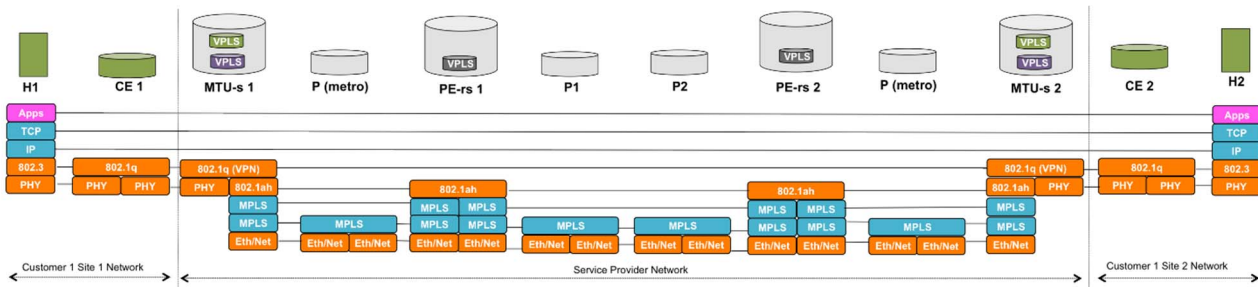 VPLS
VPLS
VPLS
VPLS
VPLS
VPLS
H1 CE 1 MTU-s 1 P (metro) PE-rs 1 P1 P2 PE-rs 2 P (metro) MTU-s 2 CE 2 H2
Apps Apps
TCP TCP
IP IP
802.3 802.1q 802.1q (VPN) 802.1q (VPN) 802.1q 802.3
PHY PHY PHY PHY 802.1ah 802.1ah 802.1ah 802.1ah PHY PHY PHY PHY
MPLS MPLS MPLS MPLS MPLS MPLS
MPLS MPLS MPLS MPLS MPLS MPLS MPLS MPLS MPLS MPLS
Eth/Net Eth/Net Eth/Net Eth/Net Eth/Net Eth/Net Eth/Net Eth/Net Eth/Net Eth/Net Eth/Net Eth/Net Eth/Net Eth/Net
Customer 1 Site 1 Network Service Provider Network Customer 1 Site 2 Network